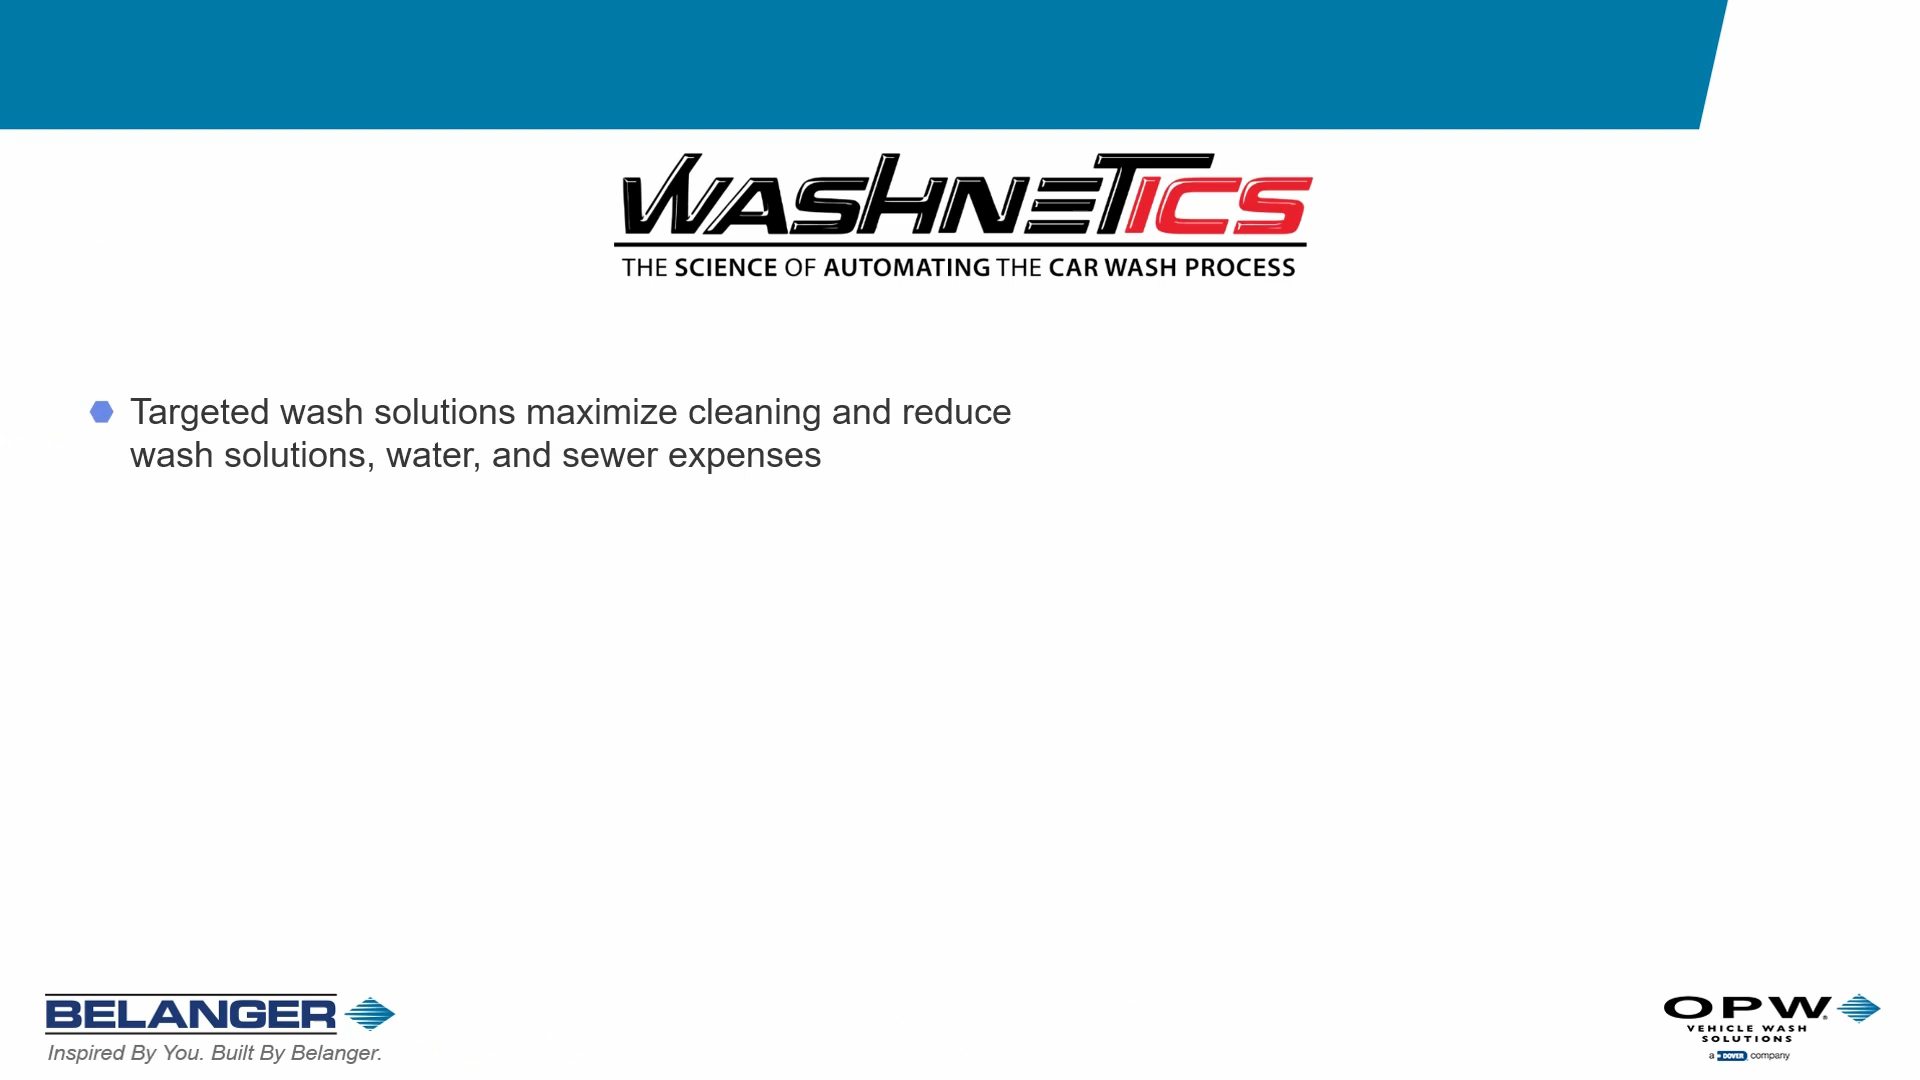 WASHNETICS
THE SCIENCE OF AUTOMATING THE CAR WASH PROCESS
Targeted wash solutions maximize cleaning and reduce
wash solutions, water, and sewer expenses
BELANGER
Inspired By You. Built By Belanger.
OPW®
VEHICLE WASH
SOLUTIONS
a DOVER company